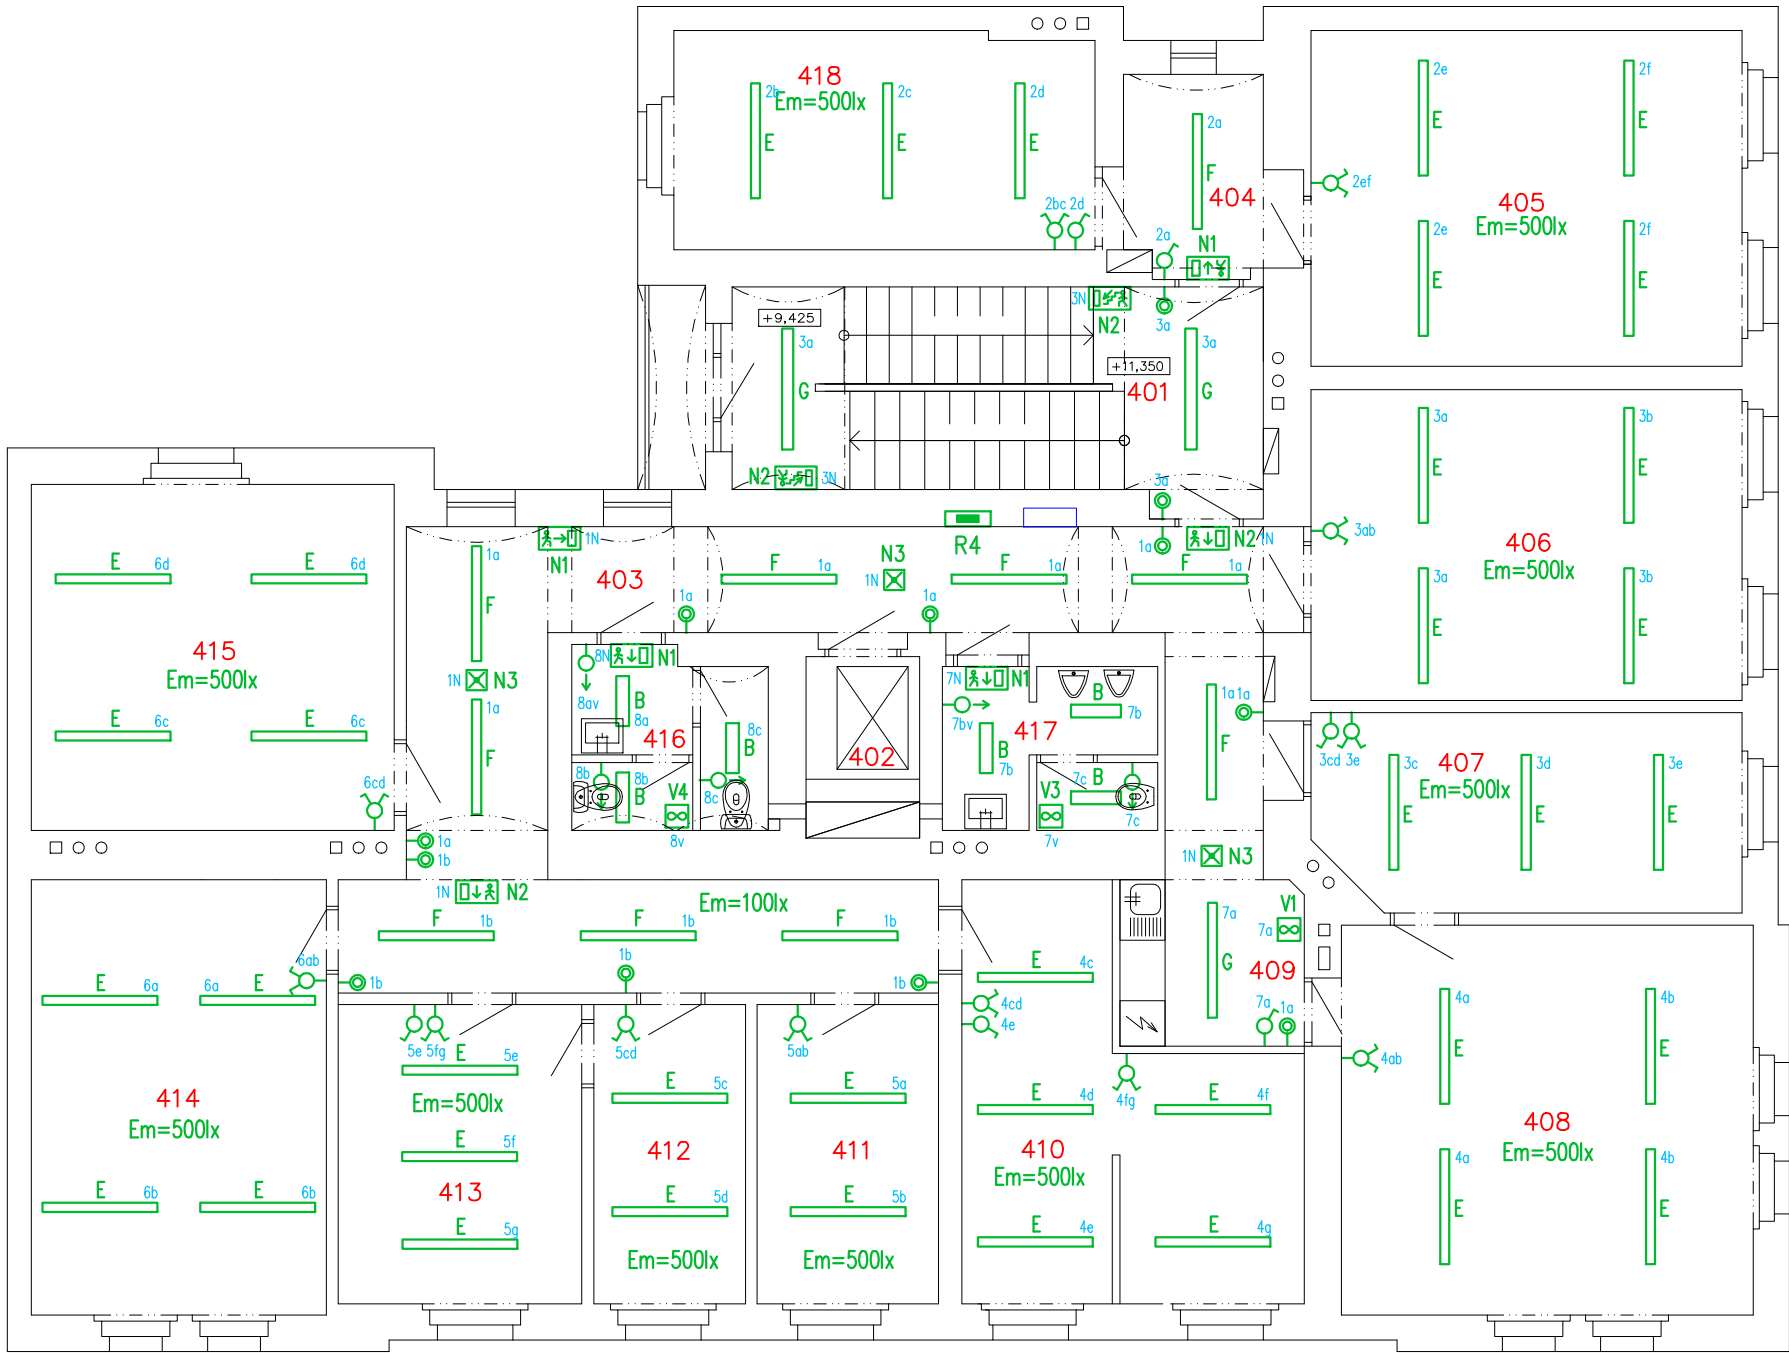 418
Em=500lx
2b
2c
2d
E
E
E
2bc 2d
2a
F
404
2a
N1
2e
2f
E
E
2ef
405
Em=500lx
2e
2f
E
E
3N
N2
3a
+9,425
3a
G
N2
3N
+11,350
401
3a
G
3a
3a
3b
E
E
3ab
406
Em=500lx
3a
3b
E
E
415
Em=500lx
E
6d
E
6d
E
6c
E
6c
6cd
1a
F
N1
1N
403
1N
N3
1a
F
1a
1b
1N
N2
F
1a
N3
1N
R4
F
1a
1a
1a
F
1a
1a
N2
1N
8N
N1
8av
B
8a
416
8c
B
8b
8b
B
V4
8v
8c
402
7N
N1
7bv
B
7b
417
B
7b
7c
B
V3
7v
7c
1a
1a
F
1N
N3
3cd 3e
3c
3d
3e
407
Em=500lx
E
E
E
Em=100lx
F
1b
F
1b
F
1b
1b
1b
1b
6ab
E
6a
6a
E
414
Em=500lx
E
6b
E
6b
5e
5fg
E
5e
Em=500lx
E
5f
413
E
5g
5cd
E
5c
412
E
5d
Em=500lx
5ab
E
5a
411
E
5b
Em=500lx
E
4c
4cd
4e
E
4d
410
Em=500lx
E
4e
4fg
E
4f
E
4g
7a
G
V1
7a
409
7a
1a
4ab
4a
4b
E
E
408
Em=500lx
4a
4b
E
E